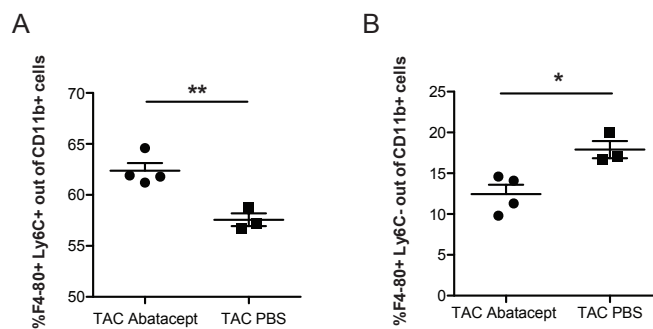 A
%F4-80+ Ly6C+ out of CD11b+ cells
70
65
60
55
50
**
TAC Abatacept TAC PBS
B
%F4-80+ Ly6C- out of CD11b+ cells
25
20
15
10
5
0
*
TAC Abatacept TAC PBS